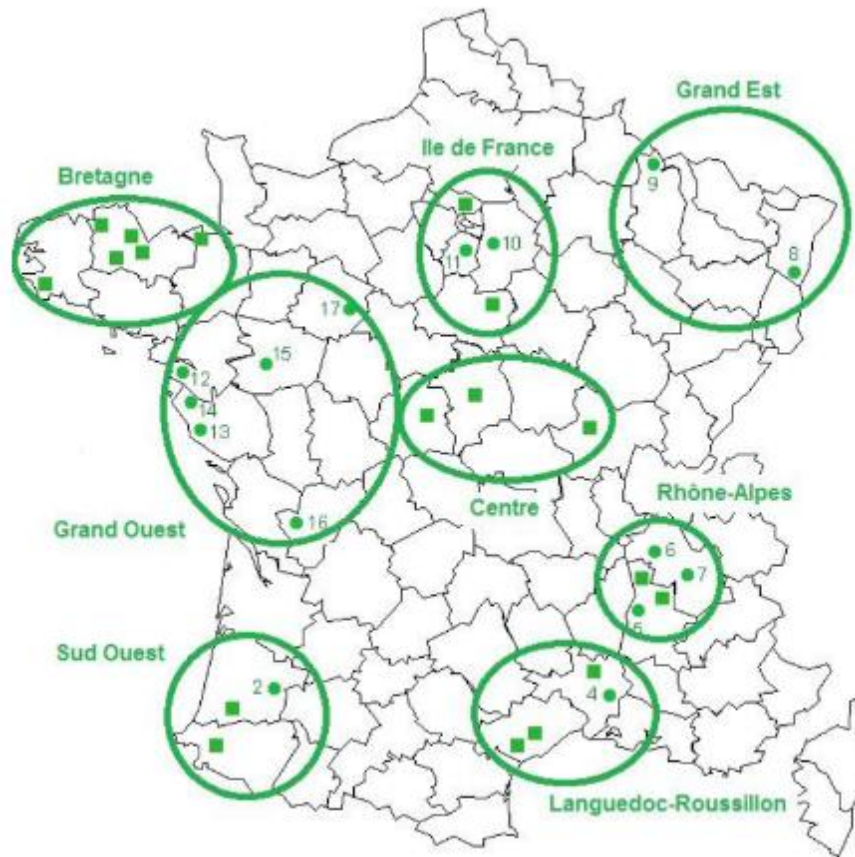 Grand Est
Ile de France
Bretagne
9
10
11
8
17
15
12
14
13
Rhône-Alpes
Centre
16
Grand Ouest
6
7
5
Sud Ouest
2
4
Languedoc-Roussillon